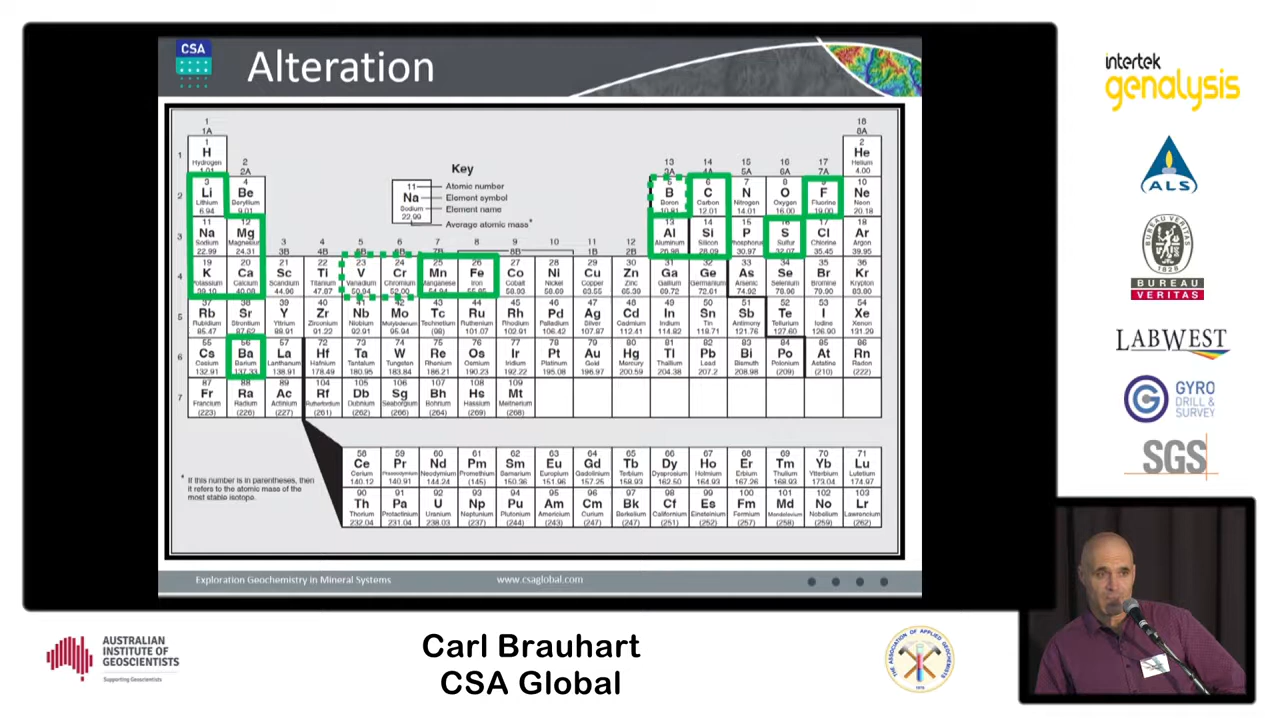 CSA
Alteration
1
1A
18
8A
1
H
Hydrogen
1.01
2
2A
Key
13
3A
14
4A
15
5A
16
6A
17
7A
2
He
Helium
4.00
11 Atomic number
Na Element symbol
Sodium Element name
22.99 Average atomic mass*
2
3
Li
Lithium
6.94
4
Be
Beryllium
9.01
5
B
Boron
10.81
6
C
Carbon
12.01
7
N
Nitrogen
14.01
8
O
Oxygen
16.00
9
F
Fluorine
19.00
10
Ne
Neon
20.18
3
11
Na
Sodium
22.99
12
Mg
Magnesium
24.31
3
3B
4
4B
5
5B
6
6B
7
7B
8
9
8B
10
11
1B
12
2B
13
Al
Aluminum
26.98
14
Si
Silicon
28.09
15
P
Phosphorus
30.97
16
S
Sulfur
32.07
17
Cl
Chlorine
35.45
18
Ar
Argon
39.95
4
19
K
Potassium
39.10
20
Ca
Calcium
40.08
21
Sc
Scandium
44.96
22
Ti
Titanium
47.87
23
V
Vanadium
50.94
24
Cr
Chromium
52.00
25
Mn
Manganese
54.94
26
Fe
Iron
55.85
27
Co
Cobalt
58.93
28
Ni
Nickel
58.69
29
Cu
Copper
63.55
30
Zn
Zinc
65.39
31
Ga
Gallium
69.72
32
Ge
Germanium
72.61
33
As
Arsenic
74.92
34
Se
Selenium
78.96
35
Br
Bromine
79.90
36
Kr
Krypton
83.80
5
37
Rb
Rubidium
85.47
38
Sr
Strontium
87.62
39
Y
Yttrium
88.91
40
Zr
Zirconium
91.22
41
Nb
Niobium
92.91
42
Mo
Molybdenum
95.94
43
Tc
Technetium
(98)
44
Ru
Ruthenium
101.07
45
Rh
Rhodium
102.91
46
Pd
Palladium
106.42
47
Ag
Silver
107.87
48
Cd
Cadmium
112.41
49
In
Indium
114.82
50
Sn
Tin
118.71
51
Sb
Antimony
121.76
52
Te
Tellurium
127.60
53
I
Iodine
126.90
54
Xe
Xenon
131.29
6
55
Cs
Cesium
132.91
56
Ba
Barium
137.33
57
La
Lanthanum
138.91
72
Hf
Hafnium
178.49
73
Ta
Tantalum
180.95
74
W
Tungsten
183.84
75
Re
Rhenium
186.21
76
Os
Osmium
190.23
77
Ir
Iridium
192.22
78
Pt
Platinum
195.08
79
Au
Gold
196.97
80
Hg
Mercury
200.59
81
Tl
Thallium
204.38
82
Pb
Lead
207.2
83
Bi
Bismuth
208.98
84
Po
Polonium
(209)
85
At
Astatine
(210)
86
Rn
Radon
(222)
7
87
Fr
Francium
(223)
88
Ra
Radium
(226)
89
Ac
Actinium
(227)
104
Rf
Rutherfordium
(261)
105
Db
Dubnium
(262)
106
Sg
Seaborgium
(266)
107
Bh
Bohrium
(264)
108
Hs
Hassium
(269)
109
Mt
Meitnerium
(268)
58
Ce
Cerium
140.12
59
Pr
Praseodymium
140.91
60
Nd
Neodymium
144.24
61
Pm
Promethium
(145)
62
Sm
Samarium
150.36
63
Eu
Europium
151.96
64
Gd
Gadolinium
157.25
65
Tb
Terbium
158.93
66
Dy
Dysprosium
162.50
67
Ho
Holmium
164.93
68
Er
Erbium
167.26
69
Tm
Thulium
168.93
70
Yb
Ytterbium
173.04
71
Lu
Lutetium
174.97
90
Th
Thorium
232.04
91
Pa
Protactinium
231.04
92
U
Uranium
238.03
93
Np
Neptunium
(237)
94
Pu
Plutonium
(244)
95
Am
Americium
(243)
96
Cm
Curium
(247)
97
Bk
Berkelium
(247)
98
Cf
Californium
(251)
99
Es
Einsteinium
(252)
100
Fm
Fermium
(257)
101
Md
Mendelevium
(258)
102
No
Nobelium
(259)
103
Lr
Lawrencium
(262)
* If this number is in parentheses, then
it refers to the atomic mass of the
most stable isotope.
Exploration Geochemistry in Mineral Systems
www.csaglobal.com
intertek
genalysis
ALS
BUREAU VERITAS
1828
BUREAU
VERITAS
LABWEST
GYRO
DRILL &
SURVEY
SGS
AUSTRALIAN
INSTITUTE OF
GEOSCIENTISTS
Supporting Geoscientists
Carl Brauhart
CSA Global
THE ASSOCIATION OF APPLIED GEOCHEMISTS
1970